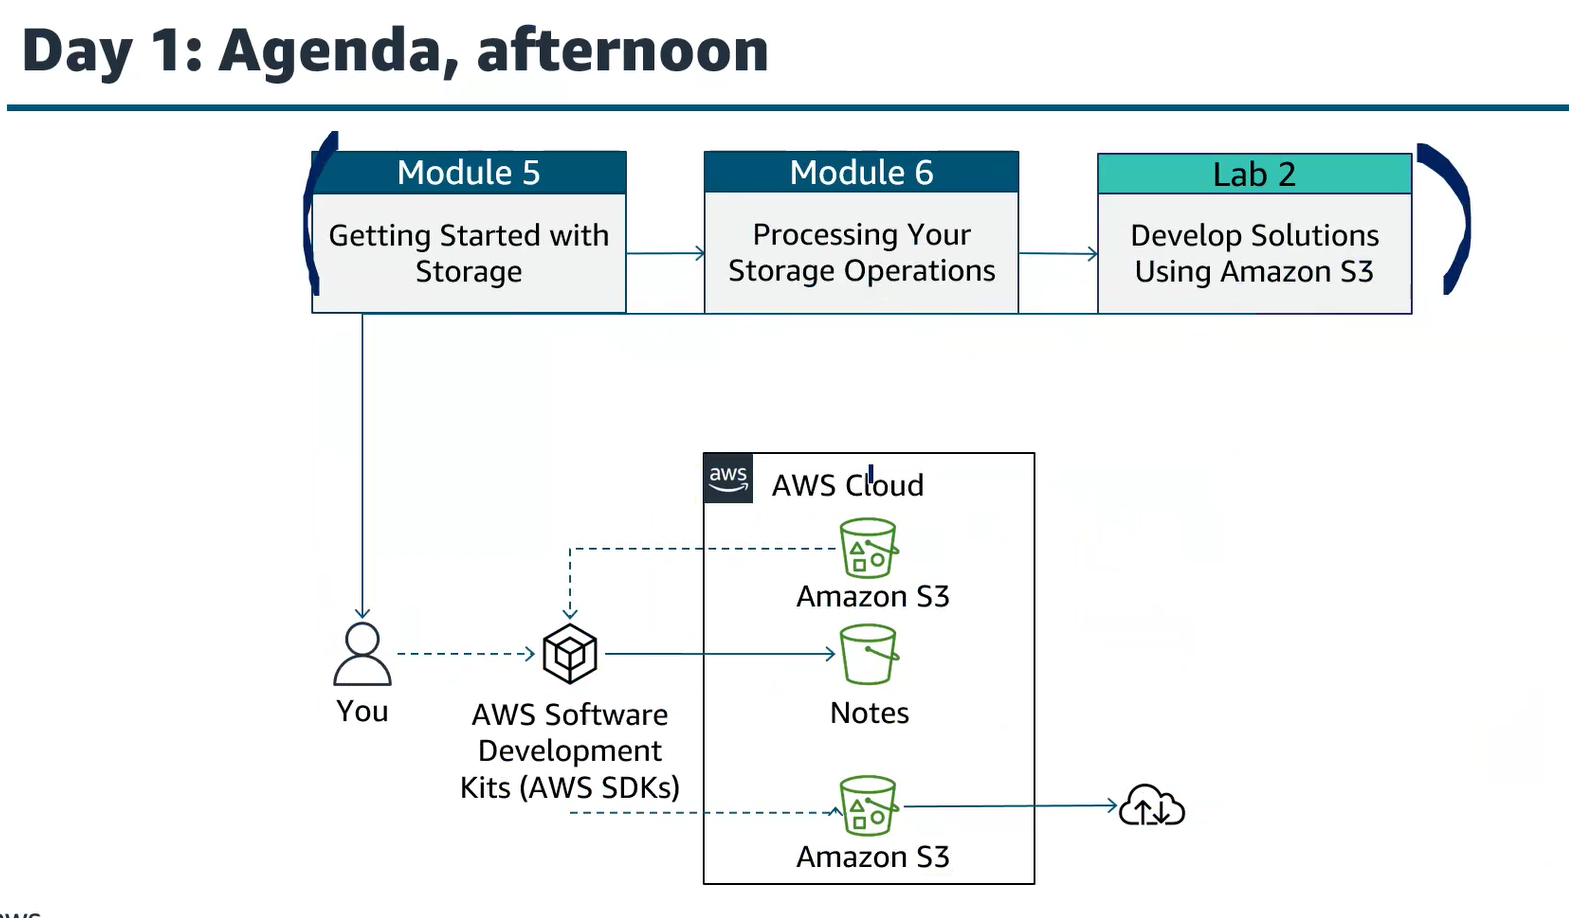 Day 1: Agenda, afternoon
Module 5
Getting Started with
Storage
Module 6
Processing Your
Storage Operations
Lab 2
Develop Solutions
Using Amazon S3
aws
AWS Cloud
Amazon S3
You
AWS Software
Development
Kits (AWS SDKs)
Notes
Amazon S3
aws